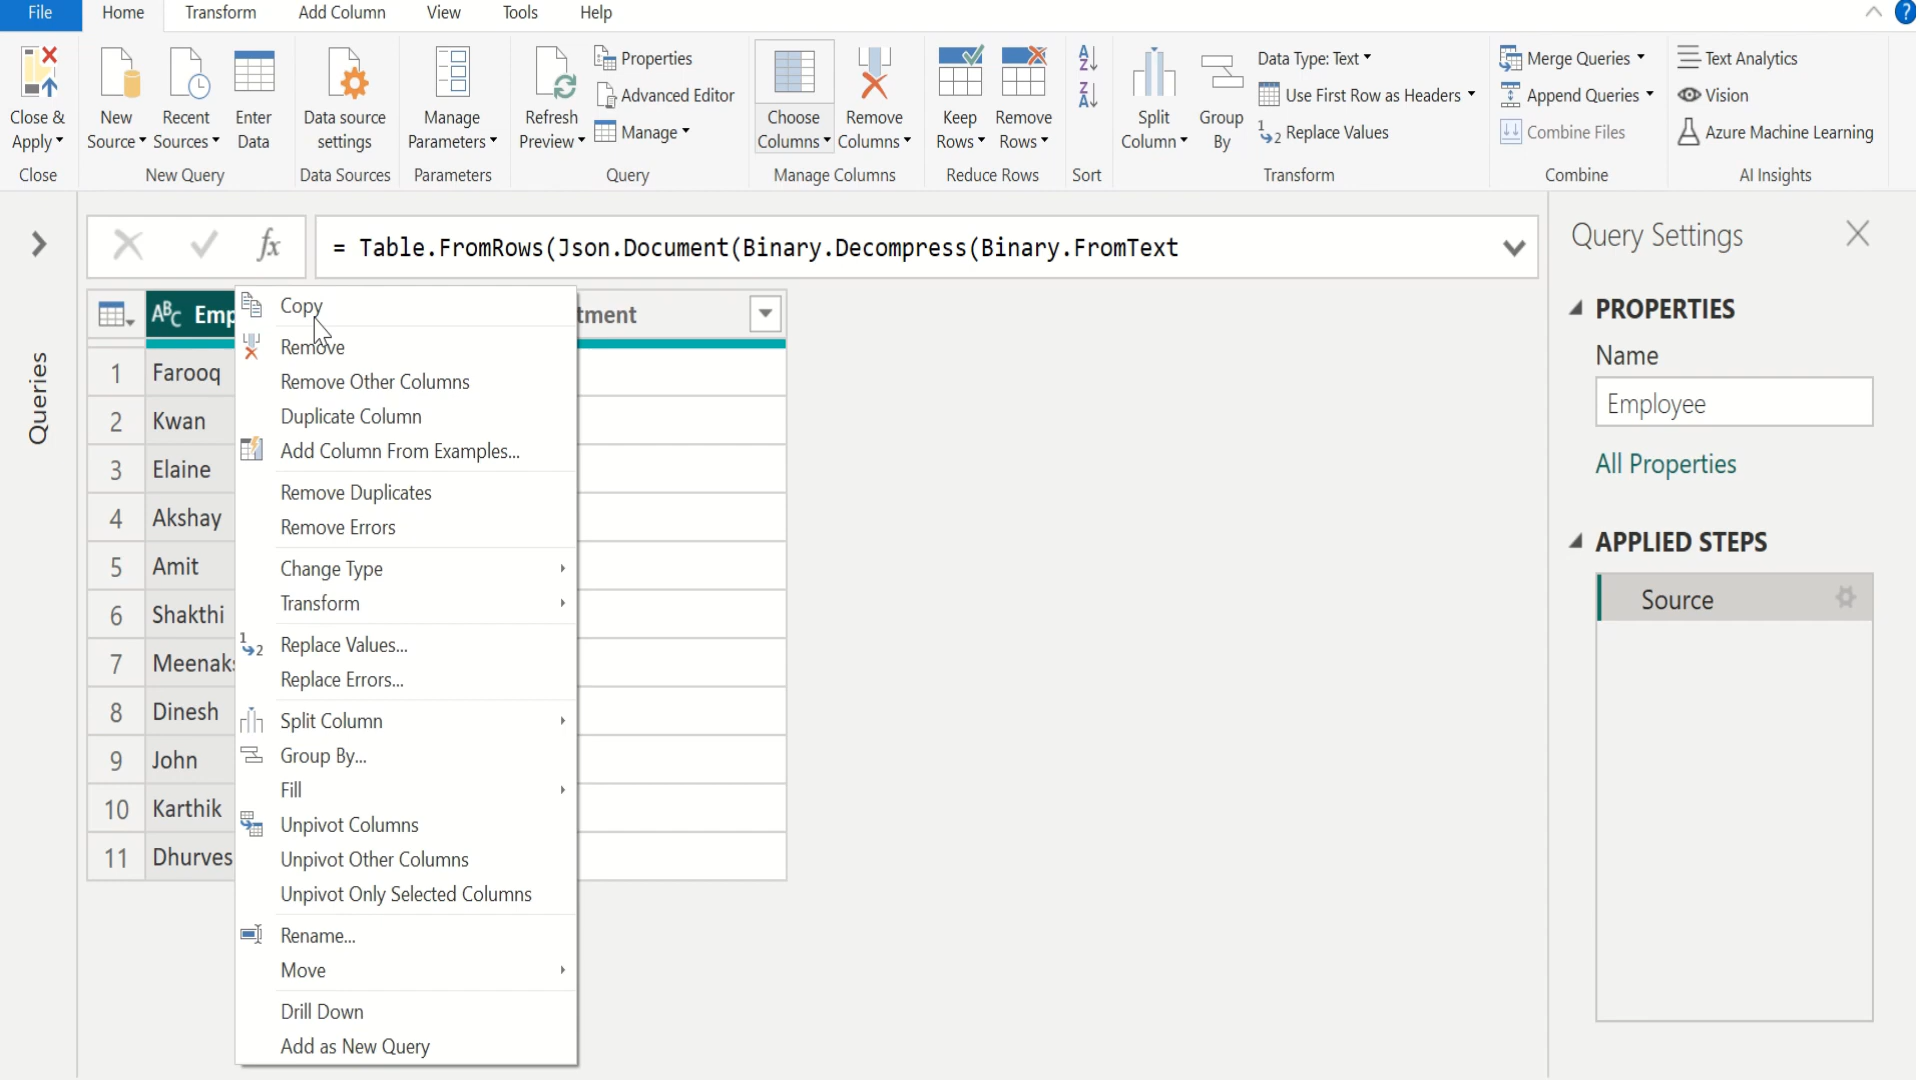 File
Home
Transform
Add Column
View
Tools
Help
?
Close &
Apply
New
Source
Recent
Sources
Enter
Data
Data source
settings
Manage
Parameters
Refresh
Preview
Properties
Advanced Editor
Manage
Choose
Columns
Remove
Columns
Keep
Rows
Remove
Rows
A
Z
Z
A
Split
Column
Group
By
Data Type: Text
Use First Row as Headers
1
2
Replace Values
Merge Queries
Append Queries
Combine Files
Text Analytics
Vision
Azure Machine Learning
Close
New Query
Data Sources
Parameters
Query
Manage Columns
Reduce Rows
Sort
Transform
Combine
AI Insights
fx
= Table.FromRows(Json.Document(Binary.Decompress(Binary.FromText
Queries
ABC Emp
tment
1 Farooq
2 Kwan
3 Elaine
4 Akshay
5 Amit
6 Shakthi
7 Meenaks
8 Dinesh
9 John
10 Karthik
11 Dhurves
Copy
Remove
Remove Other Columns
Duplicate Column
Add Column From Examples...
Remove Duplicates
Remove Errors
Change Type
Transform
1
2
Replace Values...
Replace Errors...
Split Column
Group By...
Fill
Unpivot Columns
Unpivot Other Columns
Unpivot Only Selected Columns
Rename...
Move
Drill Down
Add as New Query
Query Settings
PROPERTIES
Name
Employee
All Properties
APPLIED STEPS
Source